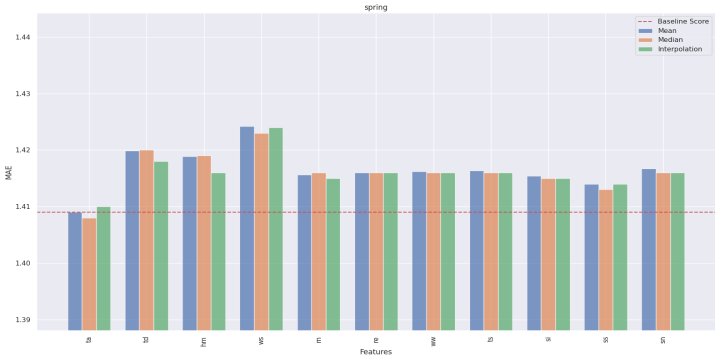 spring
Baseline Score
Mean
Median
Interpolation
MAE
1.44
1.43
1.42
1.41
1.40
1.39
ta
td
hm
ws
rn
re
ww
ts
si
ss
sn
Features